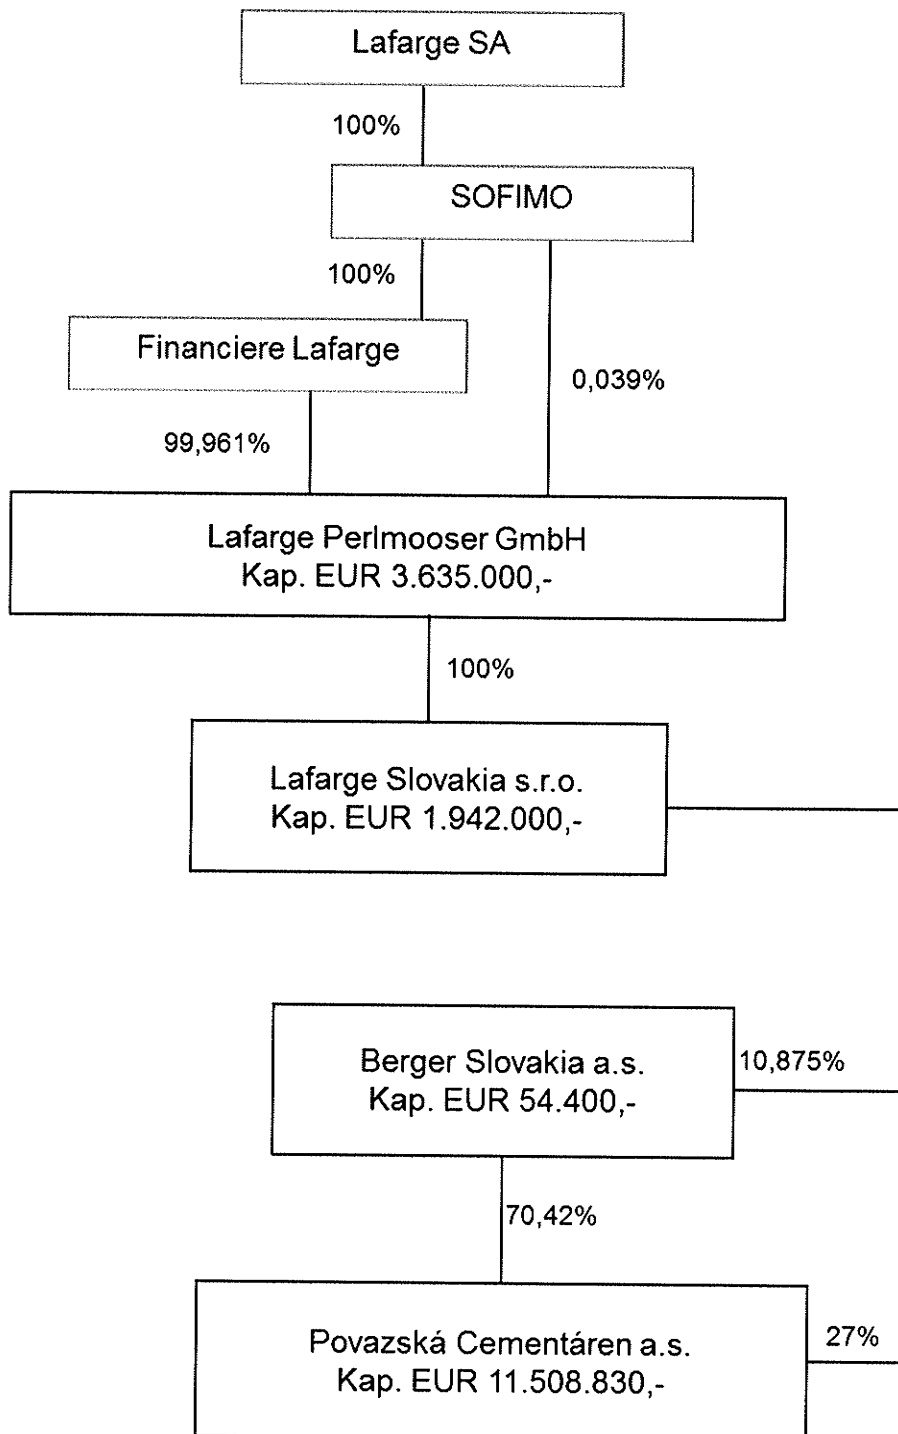 Lafarge SA
100%
SOFIMO
100%
Financiere Lafarge
0,039%
99,961%
Lafarge Perlmooser GmbH
Kap. EUR 3.635.000,-
100%
Lafarge Slovakia s.r.o.
Kap. EUR 1.942.000,-
Berger Slovakia a.s.
Kap. EUR 54.400,-
10,875%
70,42%
Povazská Cementáren a.s.
Kap. EUR 11.508.830,-
27%